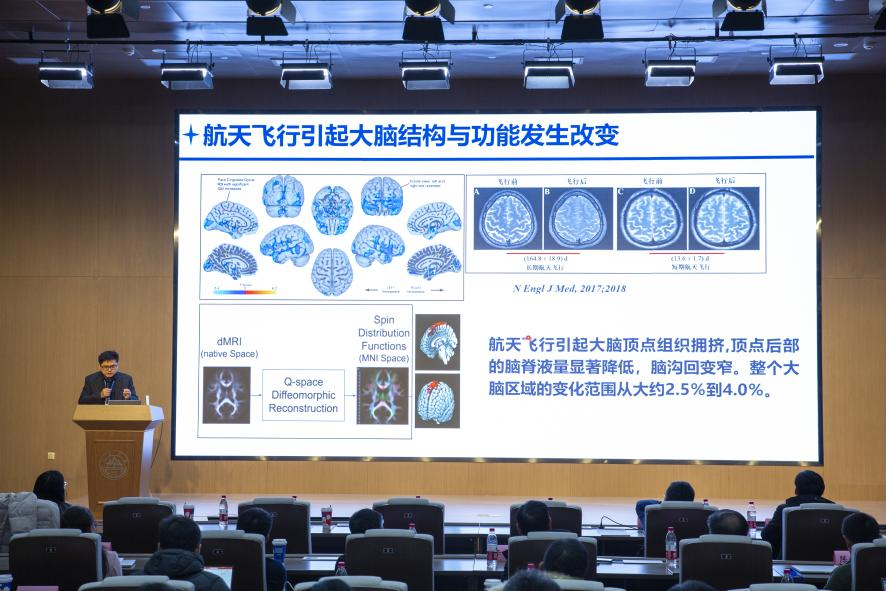 航天飞行引起大脑结构与功能发生改变
飞行前
飞行后
飞行前
飞行后
A
B
C
D
(164.8 ± 18.9) d
长期航天飞行
(13.6 ± 1.7) d
短期航天飞行
N Engl J Med, 2017;2018
dMRI
(native Space)
Q-space
Diffeomorphic
Reconstruction
Spin
Distribution
Functions
(MNI Space)
航天飞行引起大脑顶点组织拥挤,顶点后部
的脑脊液量显著降低，脑沟回变窄。整个大
脑区域的变化范围从大约2.5%到4.0%。